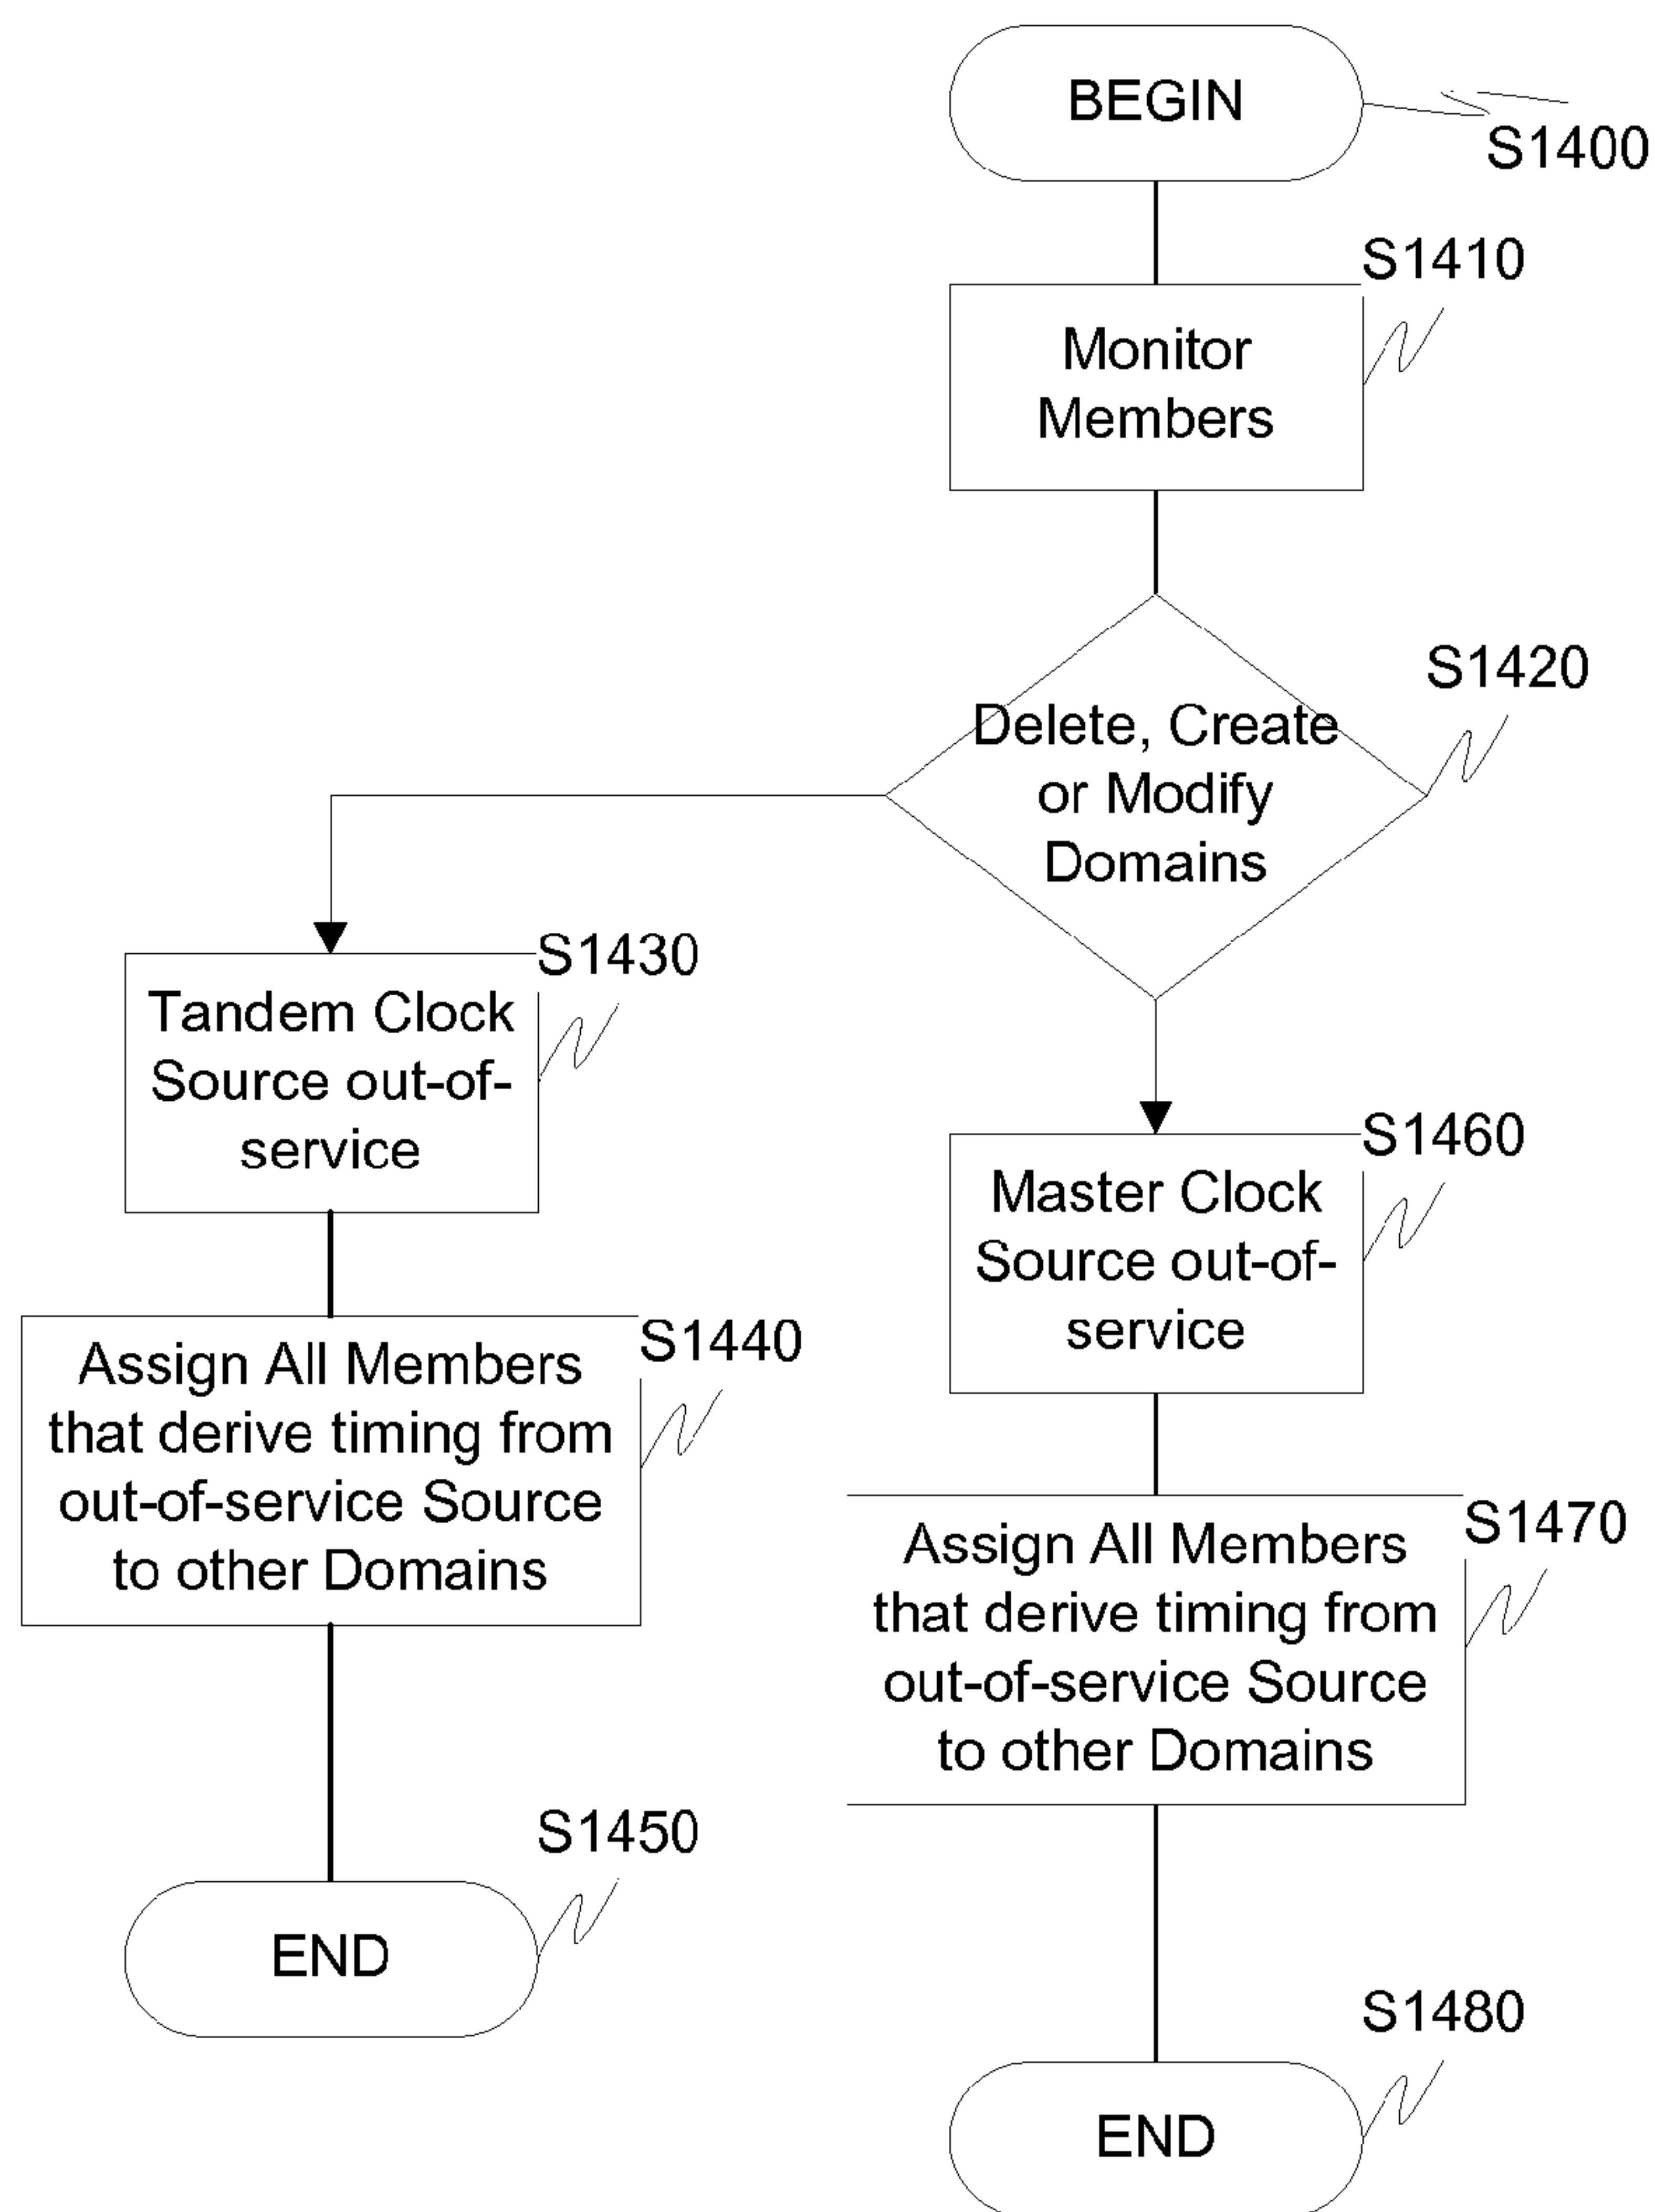 BEGIN
S1400
S1410
Monitor
Members
S1420
Delete, Create
or Modify
Domains
S1430
Tandem Clock
Source out-of-
service
S1460
Master Clock
Source out-of-
service
S1440
Assign All Members
that derive timing from
out-of-service Source
to other Domains
S1470
Assign All Members
that derive timing from
out-of-service Source
to other Domains
S1450
END
S1480
END